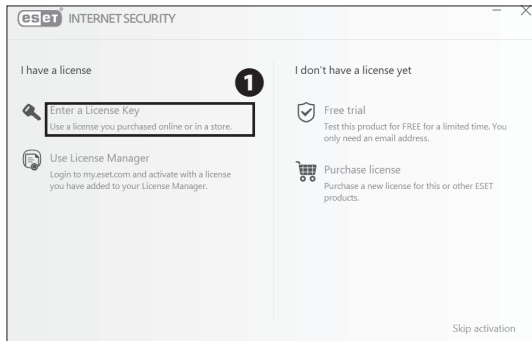 eset INTERNET SECURITY
I have a license
1
Enter a License Key
Use a license you purchased online or in a store.
Use License Manager
Login to my.eset.com and activate with a license
you have added to your License Manager.
I don't have a license yet
Free trial
Test this product for FREE for a limited time. You
only need an email address.
Purchase license
Purchase a new license for this or other ESET
products.
Skip activation